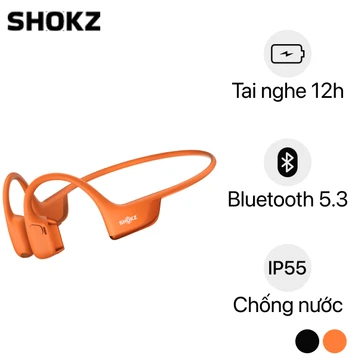 SHOKZ
Tai nghe 12h
SHOKZ
Bluetooth 5.3
IP55
Chống nước